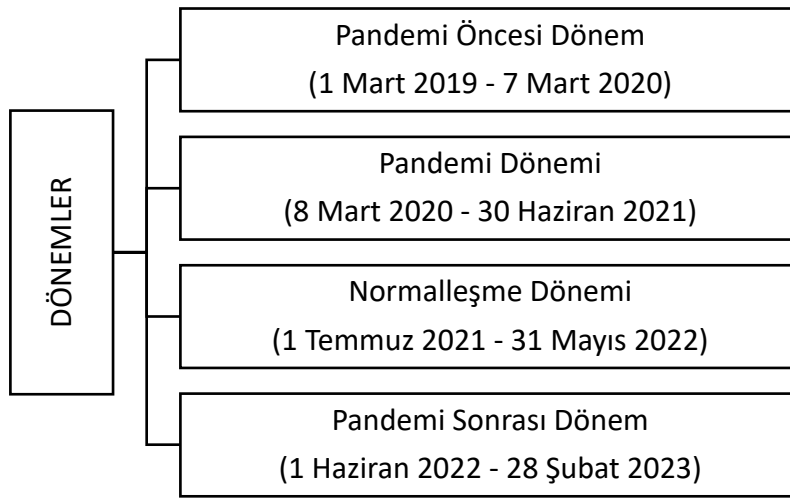 DÖNEMLER
Pandemi Öncesi Dönem
(1 Mart 2019 - 7 Mart 2020)
Pandemi Dönemi
(8 Mart 2020 - 30 Haziran 2021)
Normalleşme Dönemi
(1 Temmuz 2021 - 31 Mayıs 2022)
Pandemi Sonrası Dönem
(1 Haziran 2022 - 28 Şubat 2023)